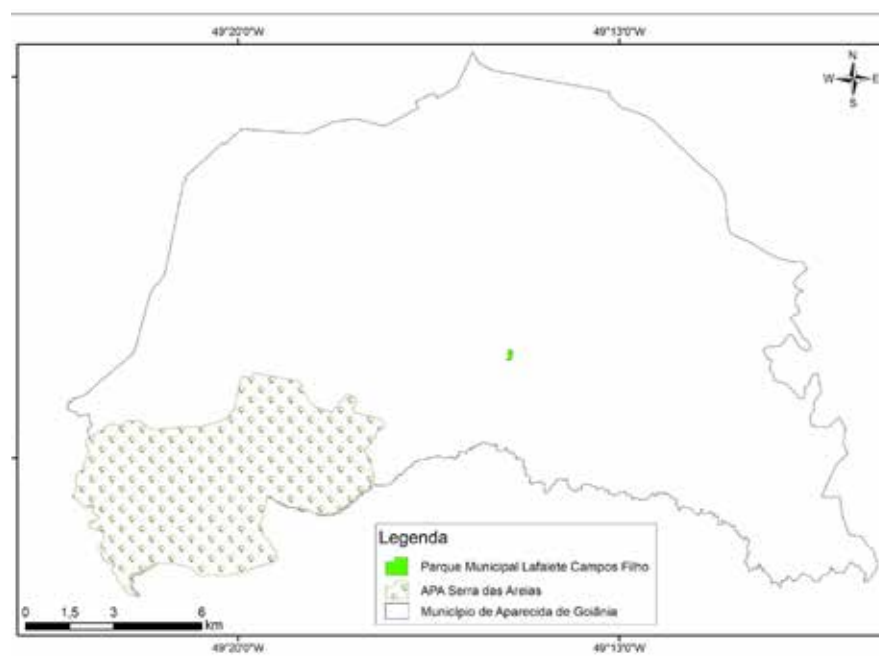 49°20'0"W 49°13'0"W
N
W E
S
Legenda
Parque Municipal Lafaiete Campos Filho
APA Serra das Areias
Município de Aparecida de Goiânia
0 1,5 3 6
km
49°20'0"W 49°13'0"W